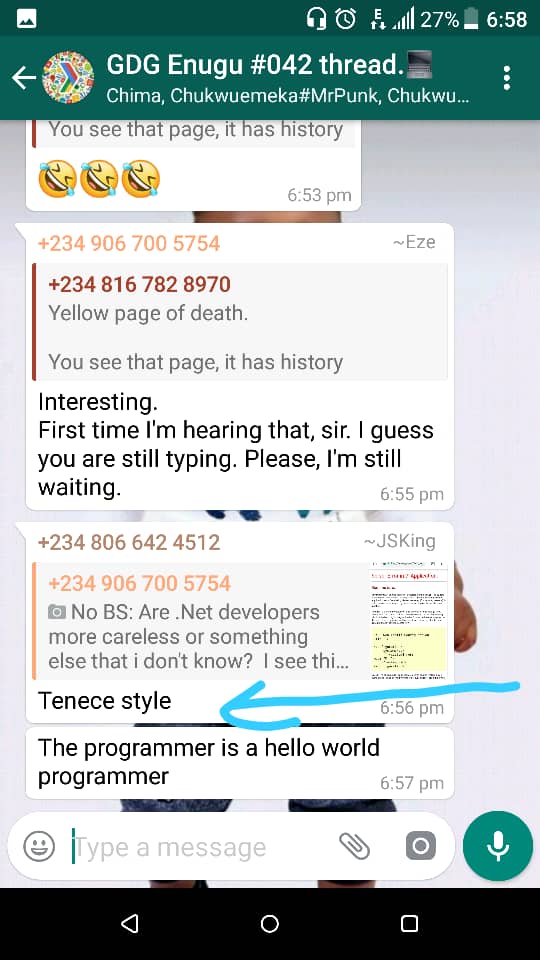 27% 6:58
GDG Enugu #042 thread.💻
Chima, Chukwuemeka#MrPunk, Chukwu...
You see that page, it has history
🤣🤣🤣
6:53 pm
+234 906 700 5754 ~Eze
+234 816 782 8970
Yellow page of death.
You see that page, it has history
Interesting.
First time I'm hearing that, sir. I guess
you are still typing. Please, I'm still
waiting.
6:55 pm
+234 806 642 4512 ~JSKing
+234 906 700 5754
No BS: Are .Net developers
more careless or something
else that i don't know? I see thi...
Tenece style
6:56 pm
The programmer is a hello world
programmer
6:57 pm
Type a message